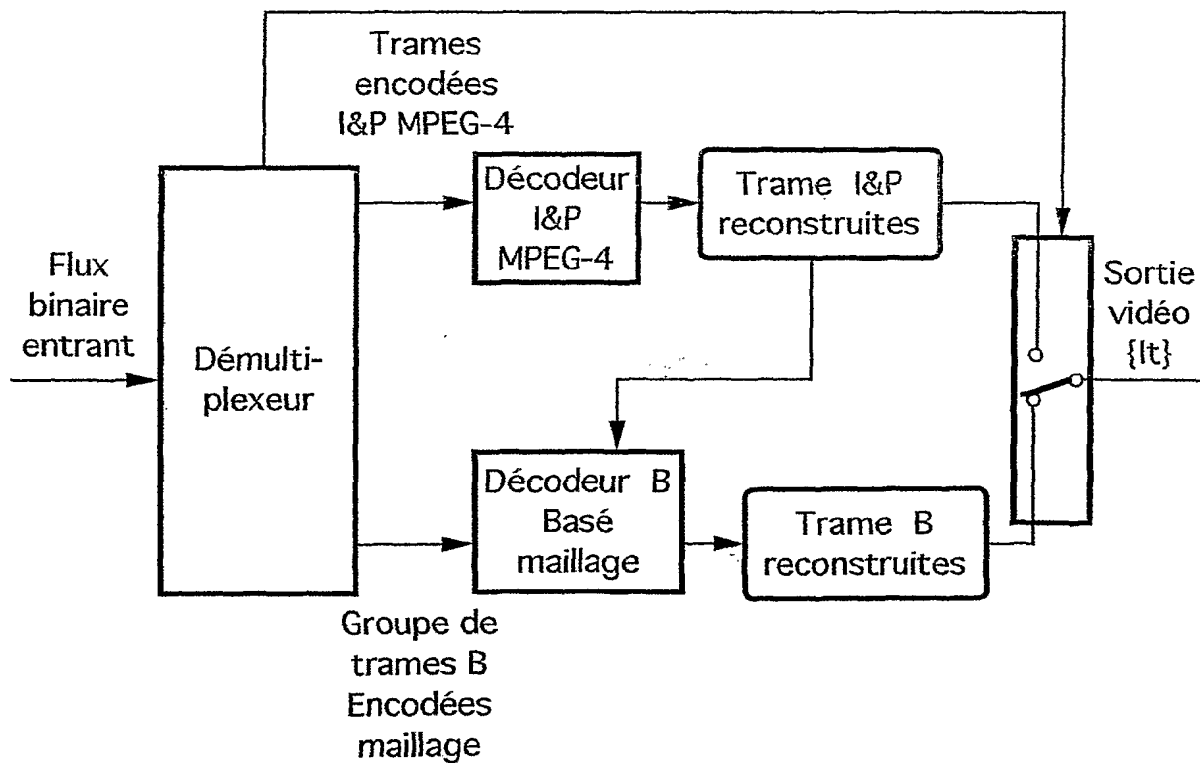 Trames
encodées
I&P MPEG-4
Décodeur
I&P
MPEG-4
Trame I&P
reconstruites
Flux
binaire
entrant
Démulti-
plexeur
Sortie
vidéo
{It}
Décodeur B
Basé
maillage
Trame B
reconstruites
Groupe de
trames B
Encodées
maillage